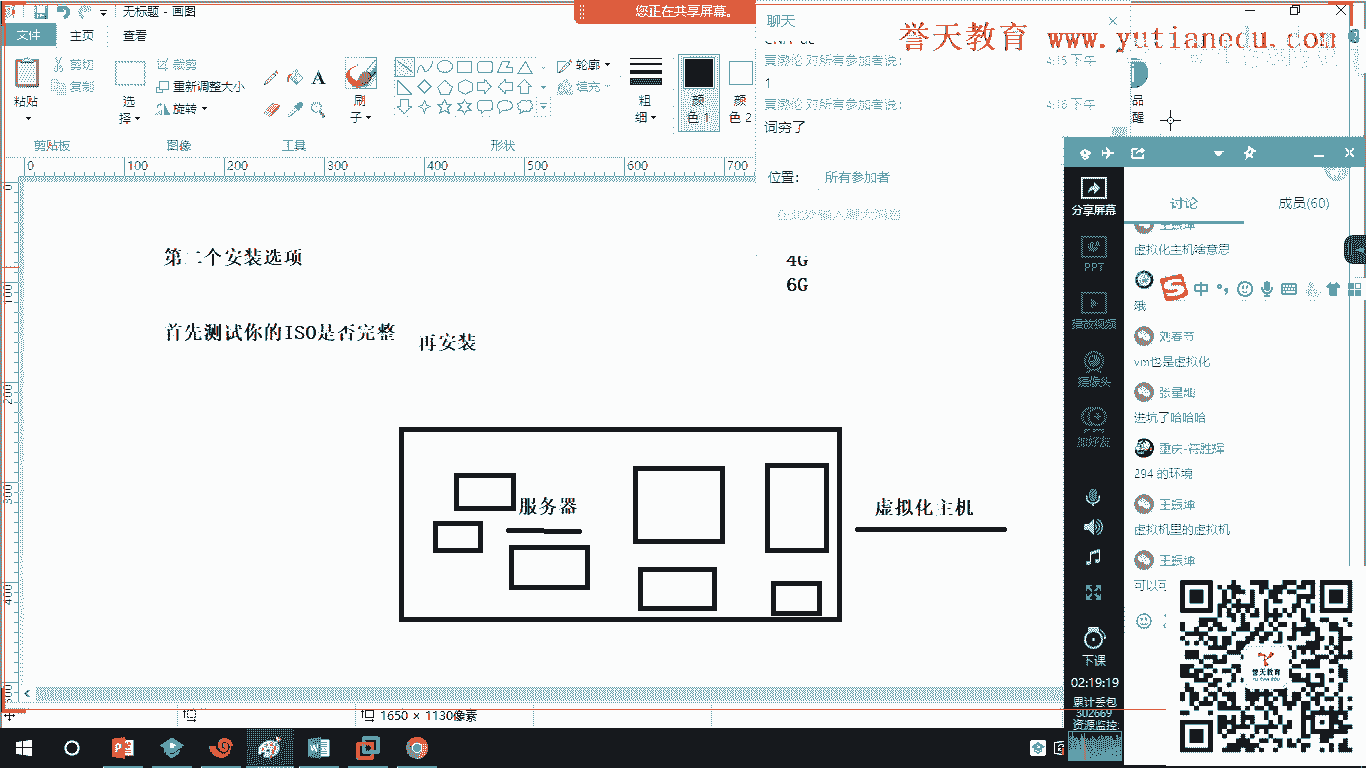 无标题 - 画图
您正在共享屏幕。
聊天
誉天教育 www.yutianedu.com
文件
主页
查看
剪切
复制
粘贴
剪贴板
选
择
裁剪
重新调整大小
旋转
图像
工具
刷
子
形状
轮廓
填充
粗
细
颜
色 1
颜
色 2
对所有参加者说:
4:15 下午
1
对所有参加者说:
4:16 下午
词穷了
位置:
所有参加者
在此处输入聊天消息
0
100
200
300
400
500
600
700
0
100
200
300
400
第二个安装选项
4G
6G
首先测试你的ISO是否完整
再安装
服务器
虚拟化主机
1650 × 1130像素
分享屏幕
PPT
播放视频
摄像头
加好友
下课
02:19:19
累计丢包
302669
资源监控
讨论
成员(60)
王振坤
虚拟化主机啥意思
中
哦
刘春节
vm也是虚拟化
进坑了哈哈哈
重庆-符胜辉
294 的环境
王振坤
虚拟机里的虚拟机
王振坤
可以可
誉天教育